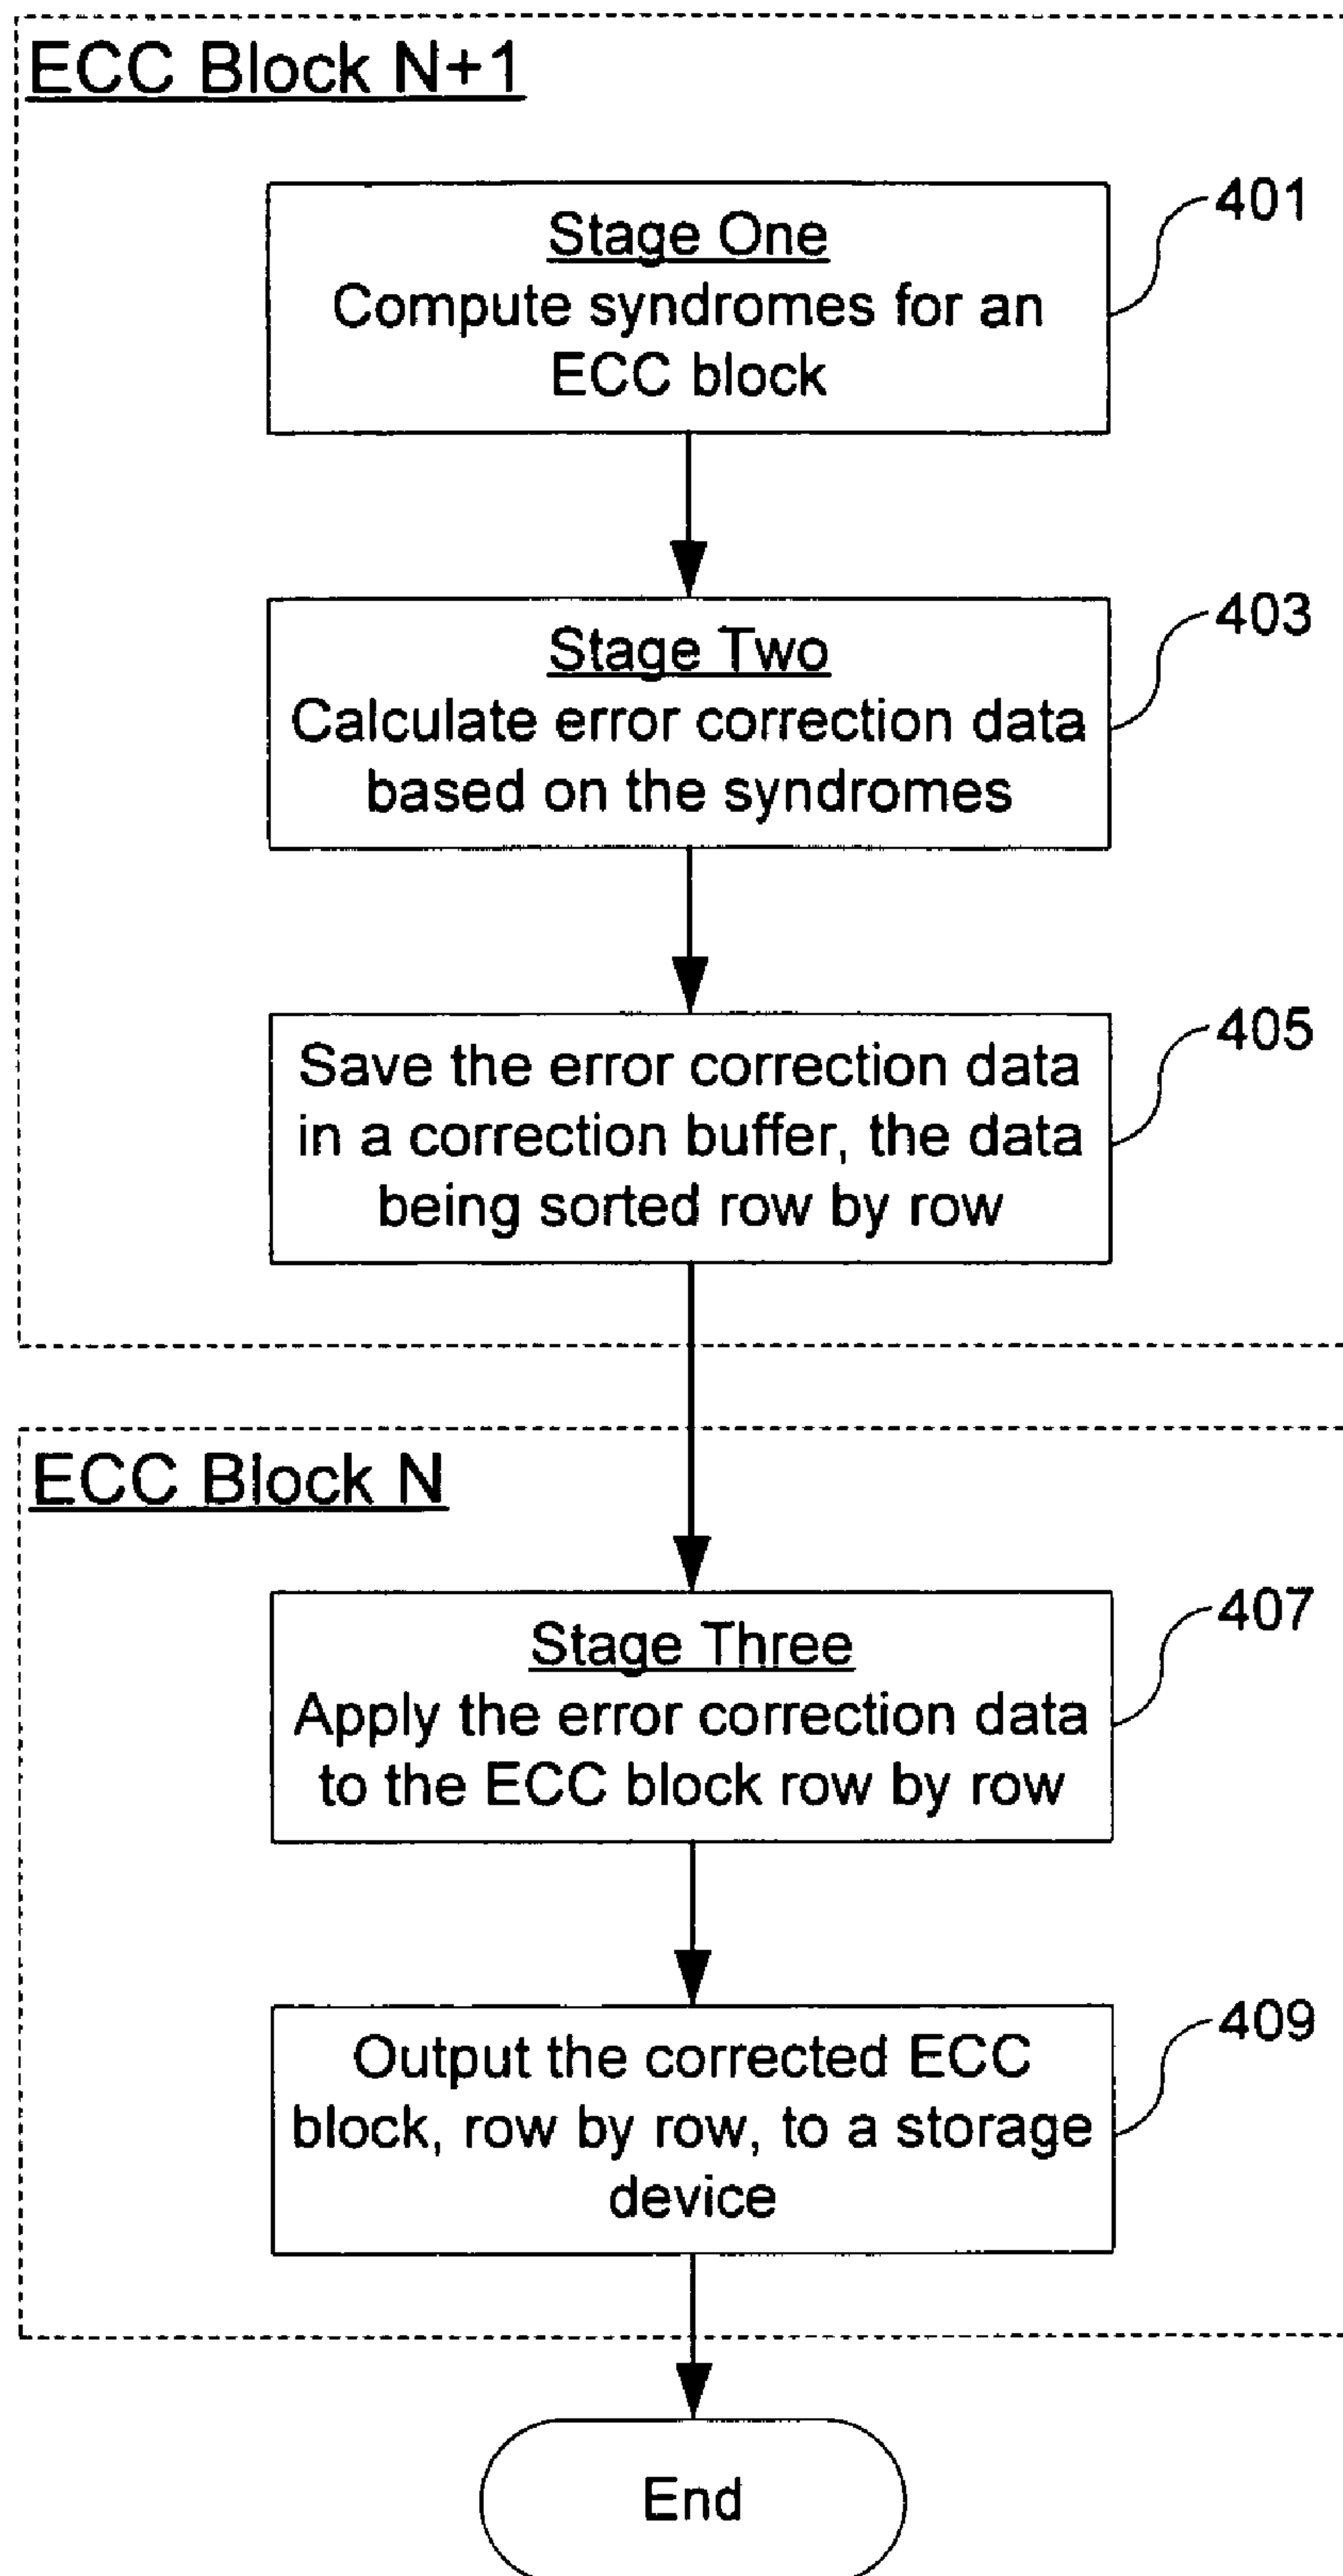 ECC Block N+1
401
Stage One
Compute syndromes for an
ECC block
403
Stage Two
Calculate error correction data
based on the syndromes
405
Save the error correction data
in a correction buffer, the data
being sorted row by row
ECC Block N
407
Stage Three
Apply the error correction data
to the ECC block row by row
409
Output the corrected ECC
block, row by row, to a storage
device
End